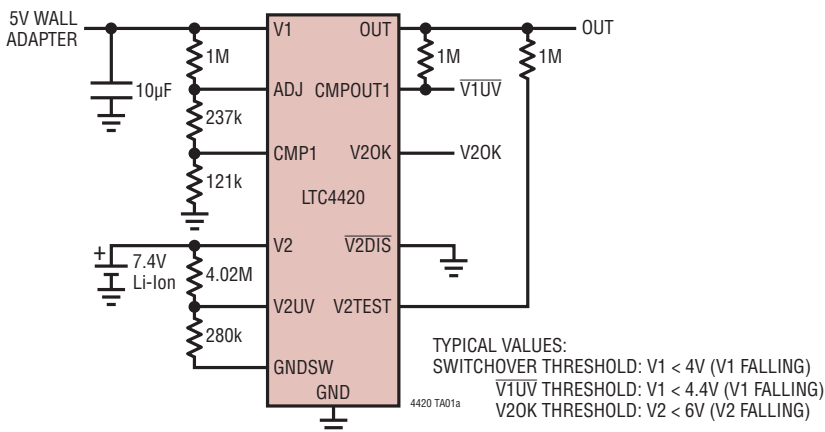 5V WALL
ADAPTER
V1
OUT
OUT
1M
1M
1M
10µF
ADJ
CMPOUT1
V1UV
237k
CMP1
V2OK
V2OK
121k
LTC4420
V2
V2DIS
+
7.4V
Li-Ion
4.02M
V2UV
V2TEST
280k
GNDSW
GND
4420 TA01a
TYPICAL VALUES:
SWITCHOVER THRESHOLD: V1 < 4V (V1 FALLING)
V1UV THRESHOLD: V1 < 4.4V (V1 FALLING)
V2OK THRESHOLD: V2 < 6V (V2 FALLING)